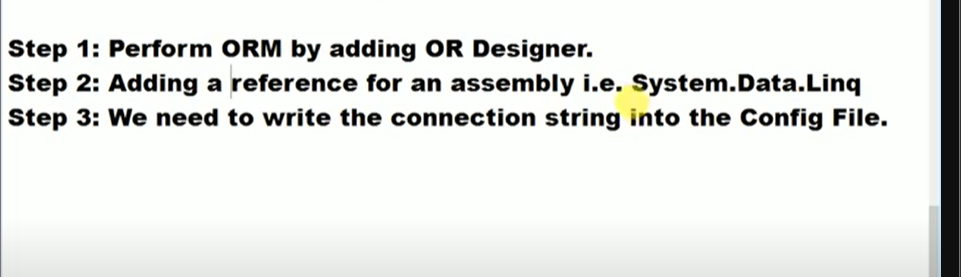 Step 1: Perform ORM by adding OR Designer.
Step 2: Adding a reference for an assembly i.e. System.Data.Linq
Step 3: We need to write the connection string into the Config File.